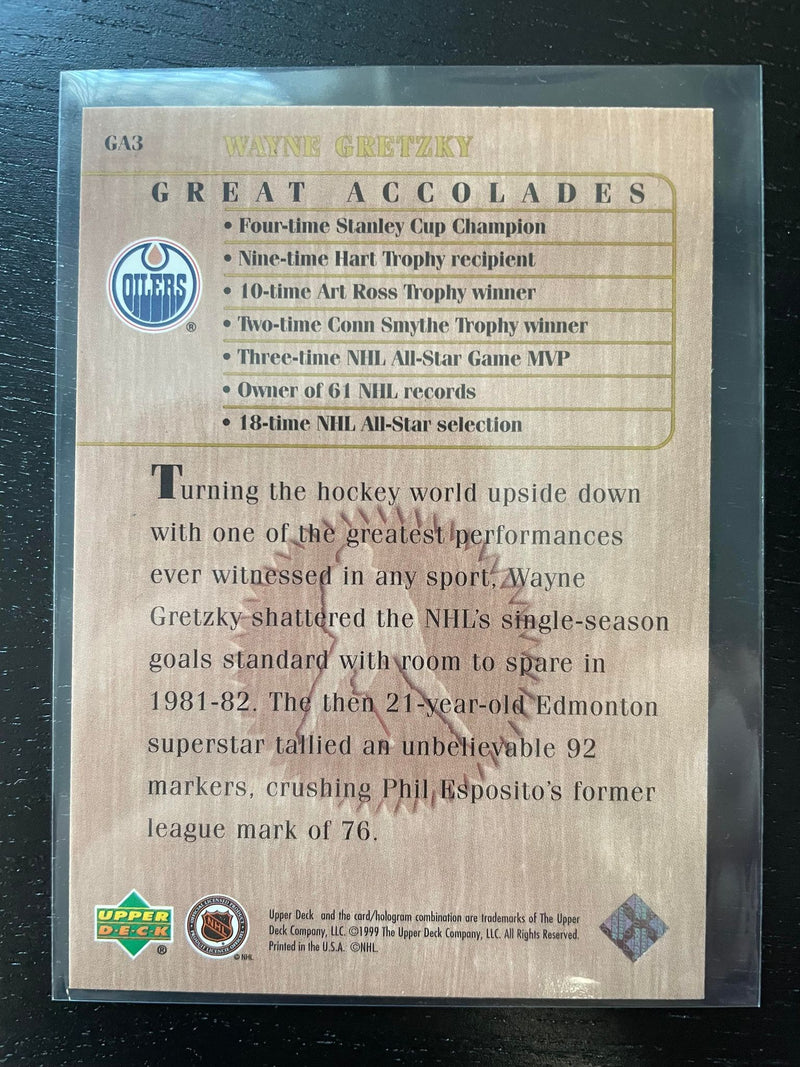 GA3
WAYNE GRETZKY
GREAT ACCOLADES
• Four-time Stanley Cup Champion
• Nine-time Hart Trophy recipient
• 10-time Art Ross Trophy winner
• Two-time Conn Smythe Trophy winner
• Three-time NHL All-Star Game MVP
• Owner of 61 NHL records
• 18-time NHL All-Star selection
OILERS
®
Turning the hockey world upside down
with one of the greatest performances
ever witnessed in any sport, Wayne
Gretzky shattered the NHL's single-season
goals standard with room to spare in
1981-82. The then 21-year-old Edmonton
superstar tallied an unbelievable 92
markers, crushing Phil Esposito's former
league mark of 76.
UPPER
D·E·C·K
®
NHL
© NHL
Upper Deck and the card/hologram combination are trademarks of The Upper
Deck Company, LLC. ©1999 The Upper Deck Company, LLC. All Rights Reserved.
Printed in the U.S.A. ©NHL.